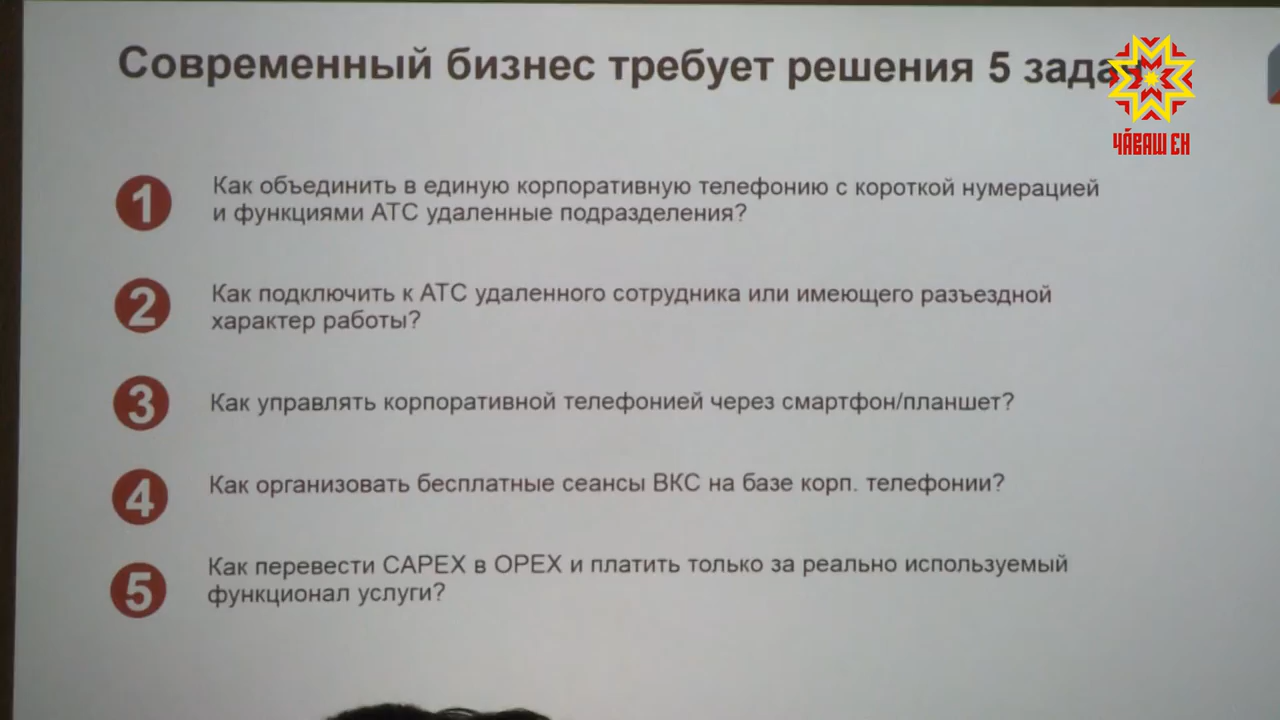 Современный бизнес требует решения 5
ЧӐВАШ ЕН
1
Как объединить в единую корпоративную телефонию с короткой нумерацией
и функциями АТС удаленные подразделения?
2
Как подключить к АТС удаленного сотрудника или имеющего разъездной
характер работы?
3
Как управлять корпоративной телефонией через смартфон/планшет?
4
Как организовать бесплатные сеансы ВКС на базе корп. телефонии?
5
Как перевести CAPEX в OPEX и платить только за реально используемый
функционал услуги?